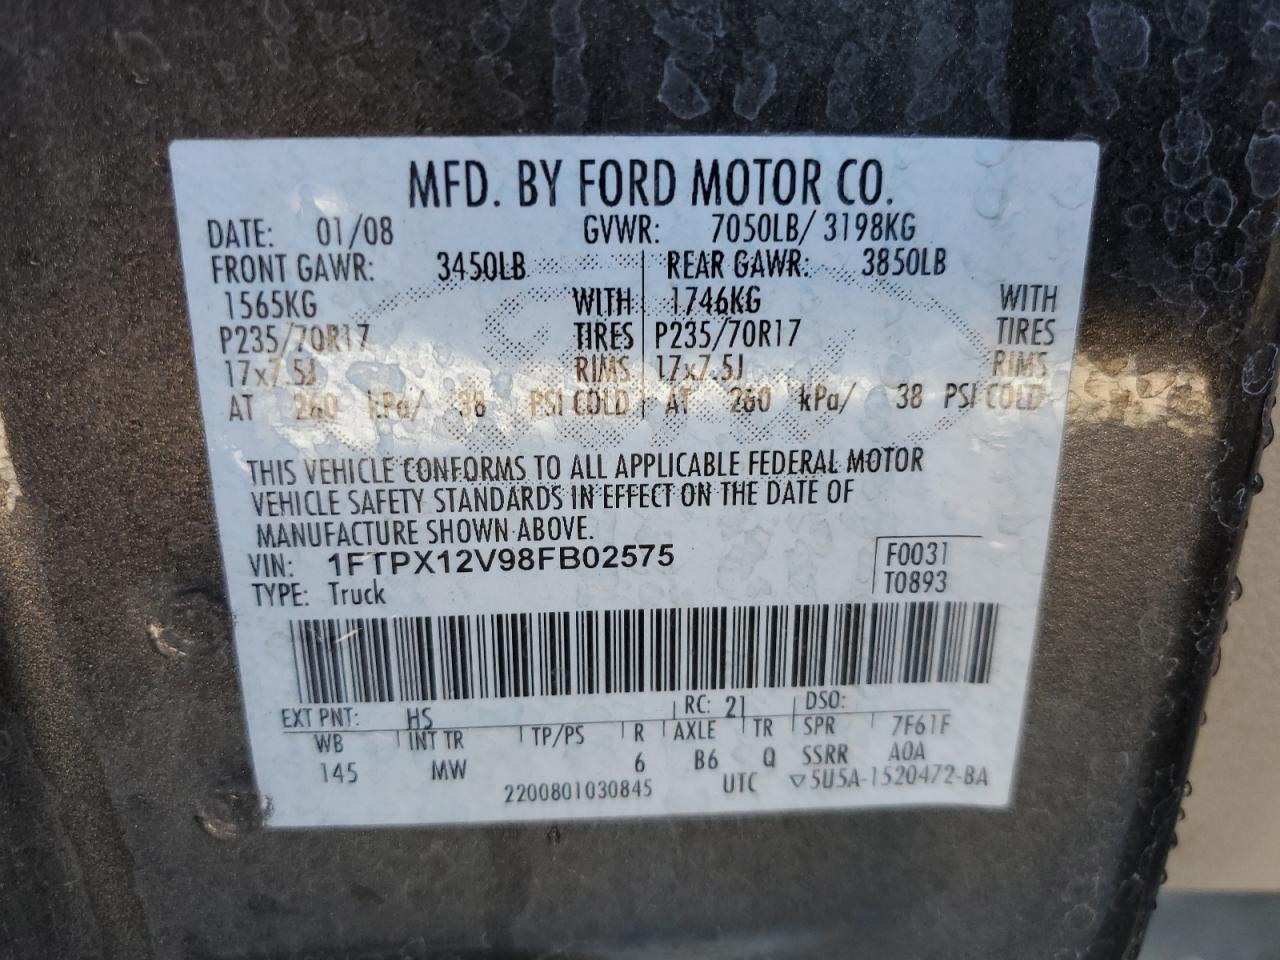 MFD. BY FORD MOTOR CO.
DATE: 01/08 GVWR: 7050LB/ 3198KG
FRONT GAWR: 3450LB REAR GAWR: 3850LB
1565KG WITH 1746KG WITH
P235/70R17 TIRES P235/70R17 TIRES
17x7.5J RIMS 17x7.5J RIMS
AT 260 kPa/ 38 PSI COLD AT 260 kPa/ 38 PSI COLD
THIS VEHICLE CONFORMS TO ALL APPLICABLE FEDERAL MOTOR
VEHICLE SAFETY STANDARDS IN EFFECT ON THE DATE OF
MANUFACTURE SHOWN ABOVE.
VIN: 1FTPX12V98FB02575 F0031
TYPE: Truck T0893
EXT PNT: HS RC: 21 DSO:
WB INT TR TP/PS R AXLE TR SPR 7F61F
145 MW 6 B6 Q SSRR A0A
2200801030845 UTC ▽5U5A-1520472-BA